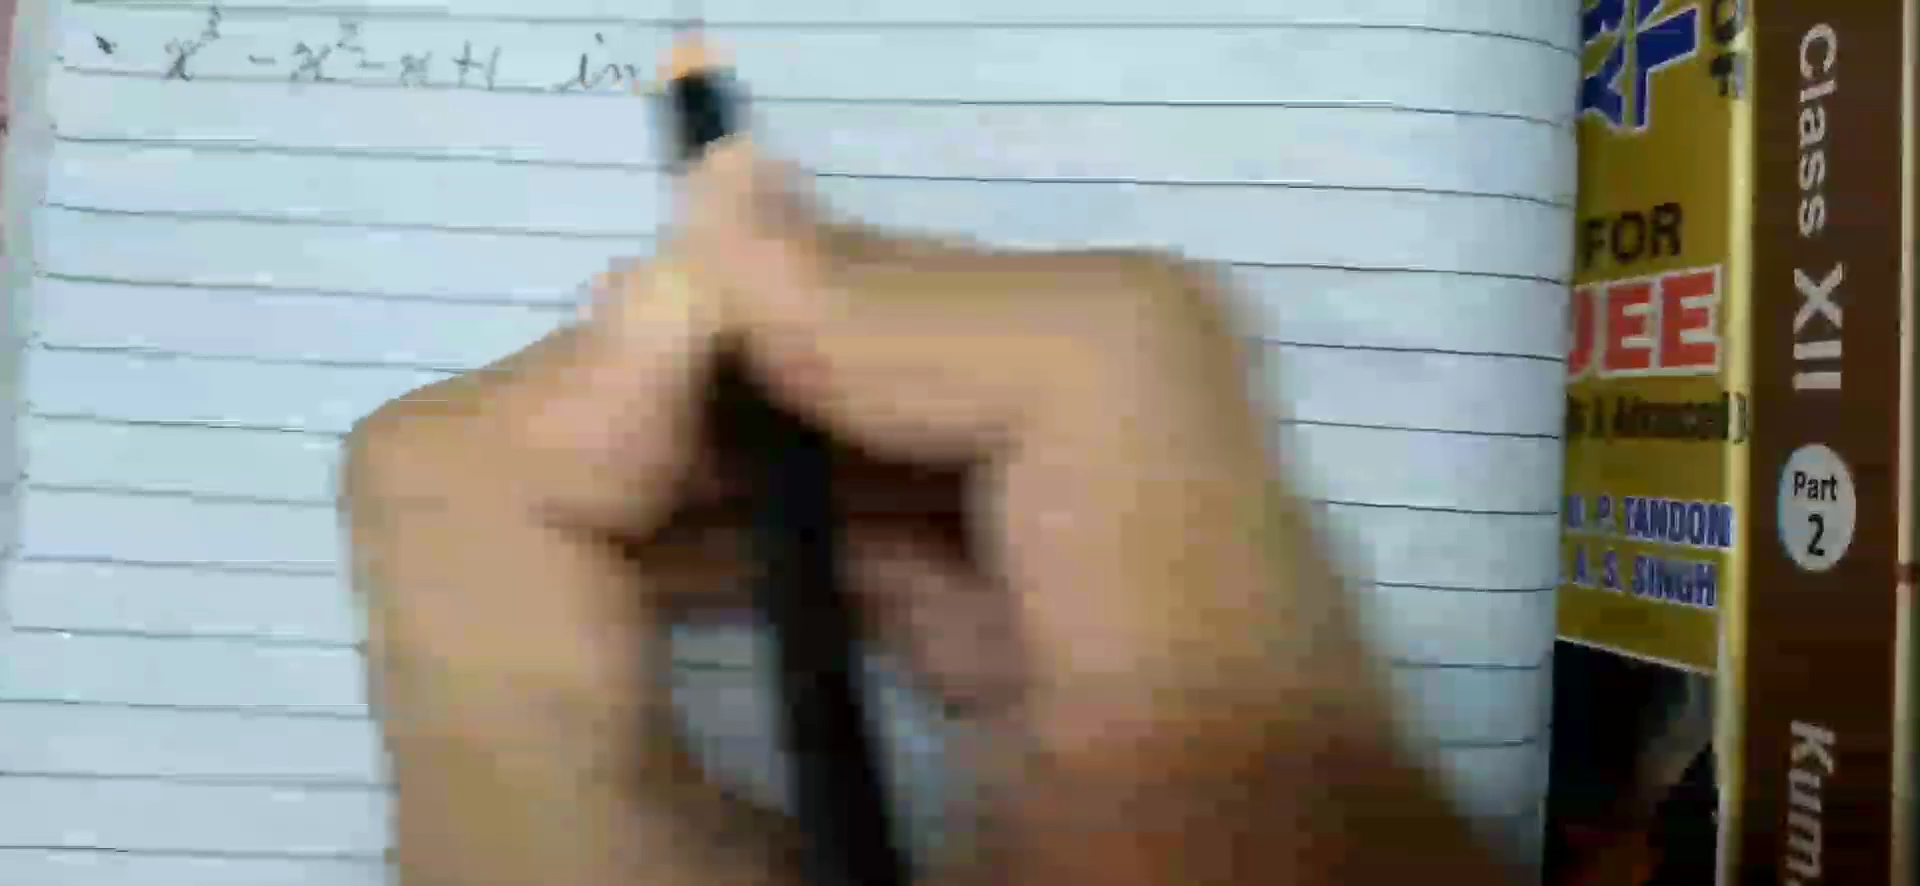 x³ - x² - x + 1 in
FOR
JEE
P. TANDON
A. S. SINGH
Class XII
Part
2